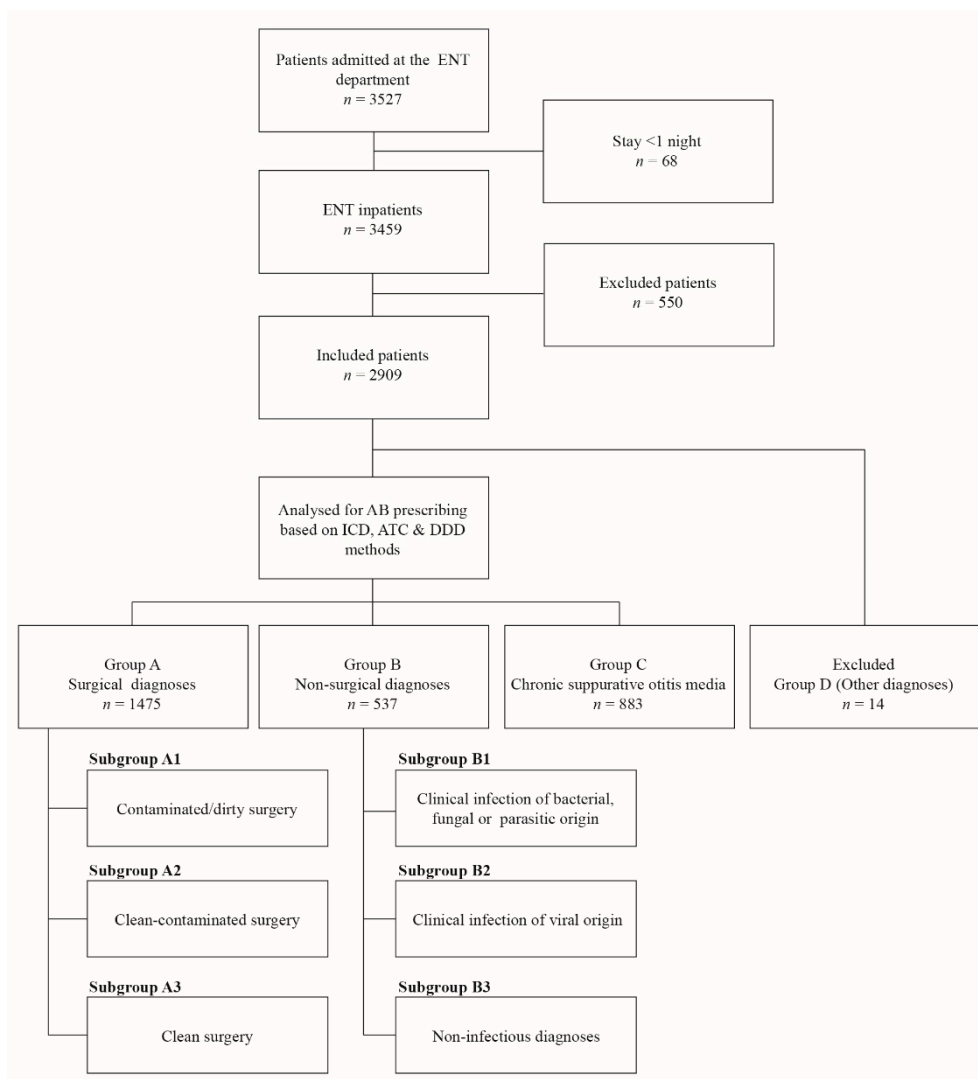 Patients admitted at the ENT
department
n = 3527
Stay <1 night
n = 68
ENT inpatients
n = 3459
Excluded patients
n = 550
Included patients
n = 2909
Analysed for AB prescribing
based on ICD, ATC & DDD
methods
Group A
Surgical diagnoses
n = 1475
Group B
Non-surgical diagnoses
n = 537
Group C
Chronic suppurative otitis media
n = 883
Excluded
Group D (Other diagnoses)
n = 14
Subgroup A1
Contaminated/dirty surgery
Subgroup A2
Clean-contaminated surgery
Subgroup A3
Clean surgery
Subgroup B1
Clinical infection of bacterial,
fungal or parasitic origin
Subgroup B2
Clinical infection of viral origin
Subgroup B3
Non-infectious diagnoses